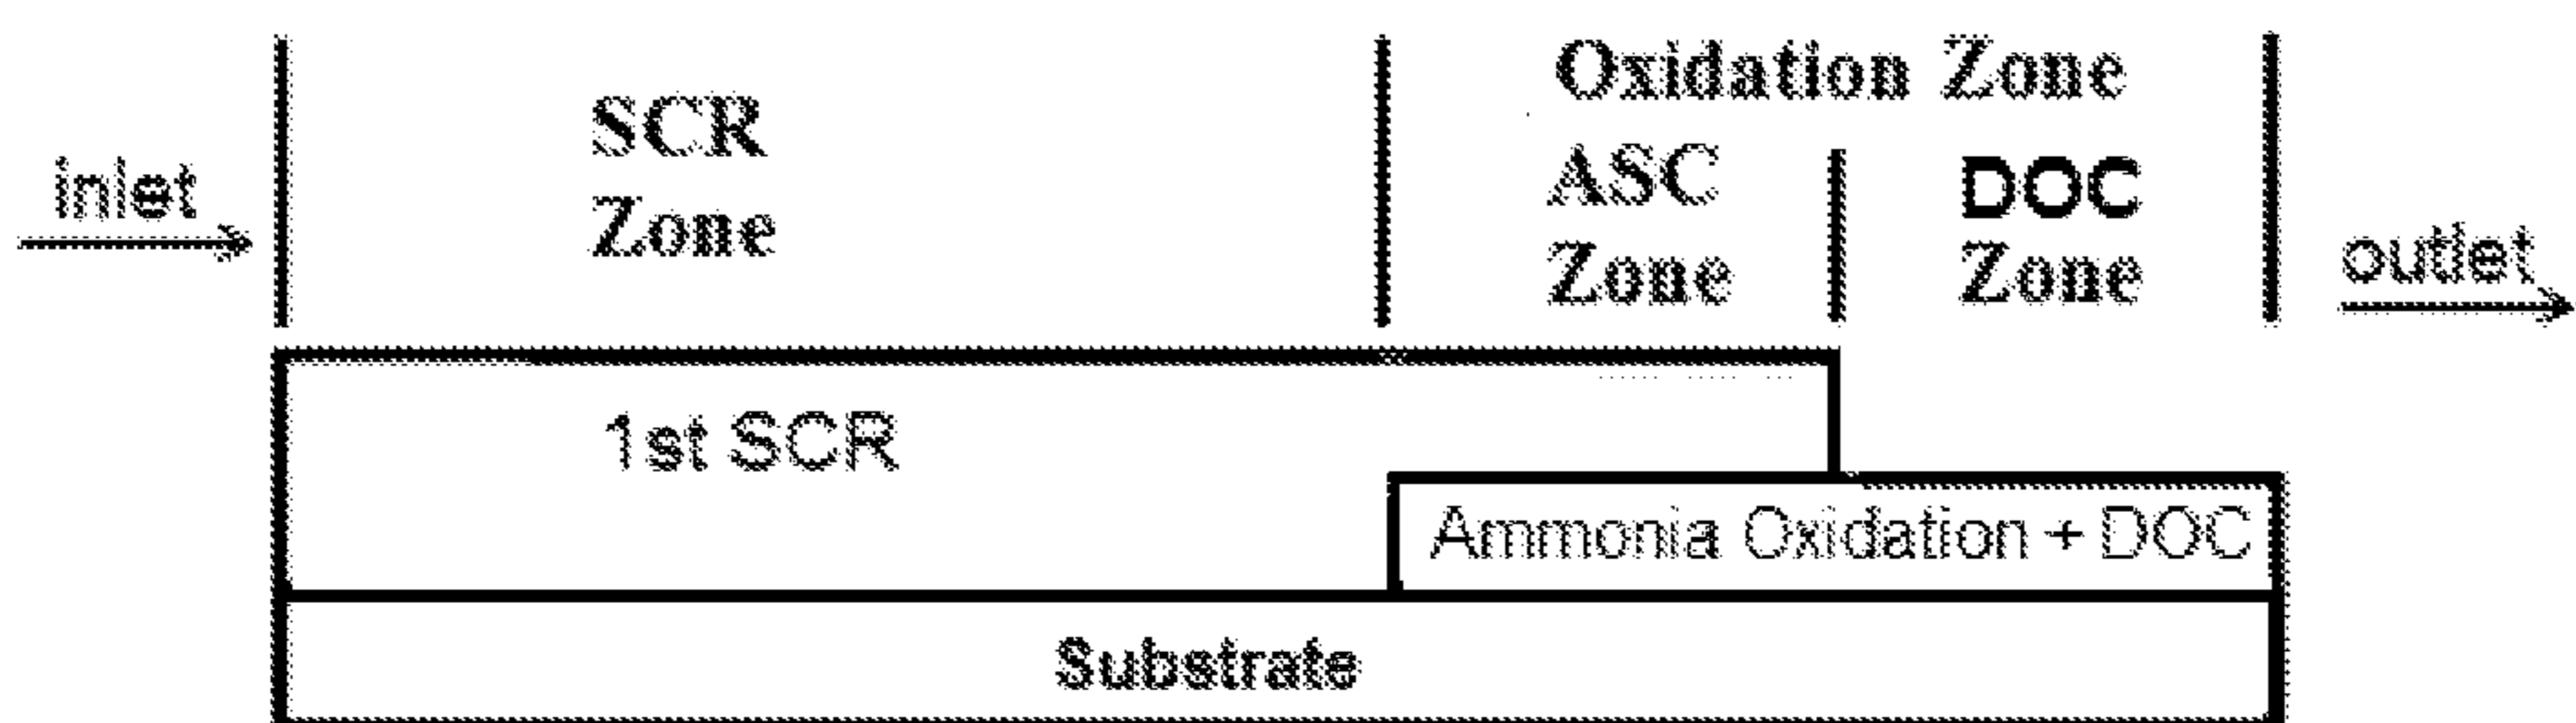 inlet
SCR
Zone
Oxidation Zone
ASC
Zone
DOC
Zone
outlet
1st SCR
Ammonia Oxidation + DOC
Substrate